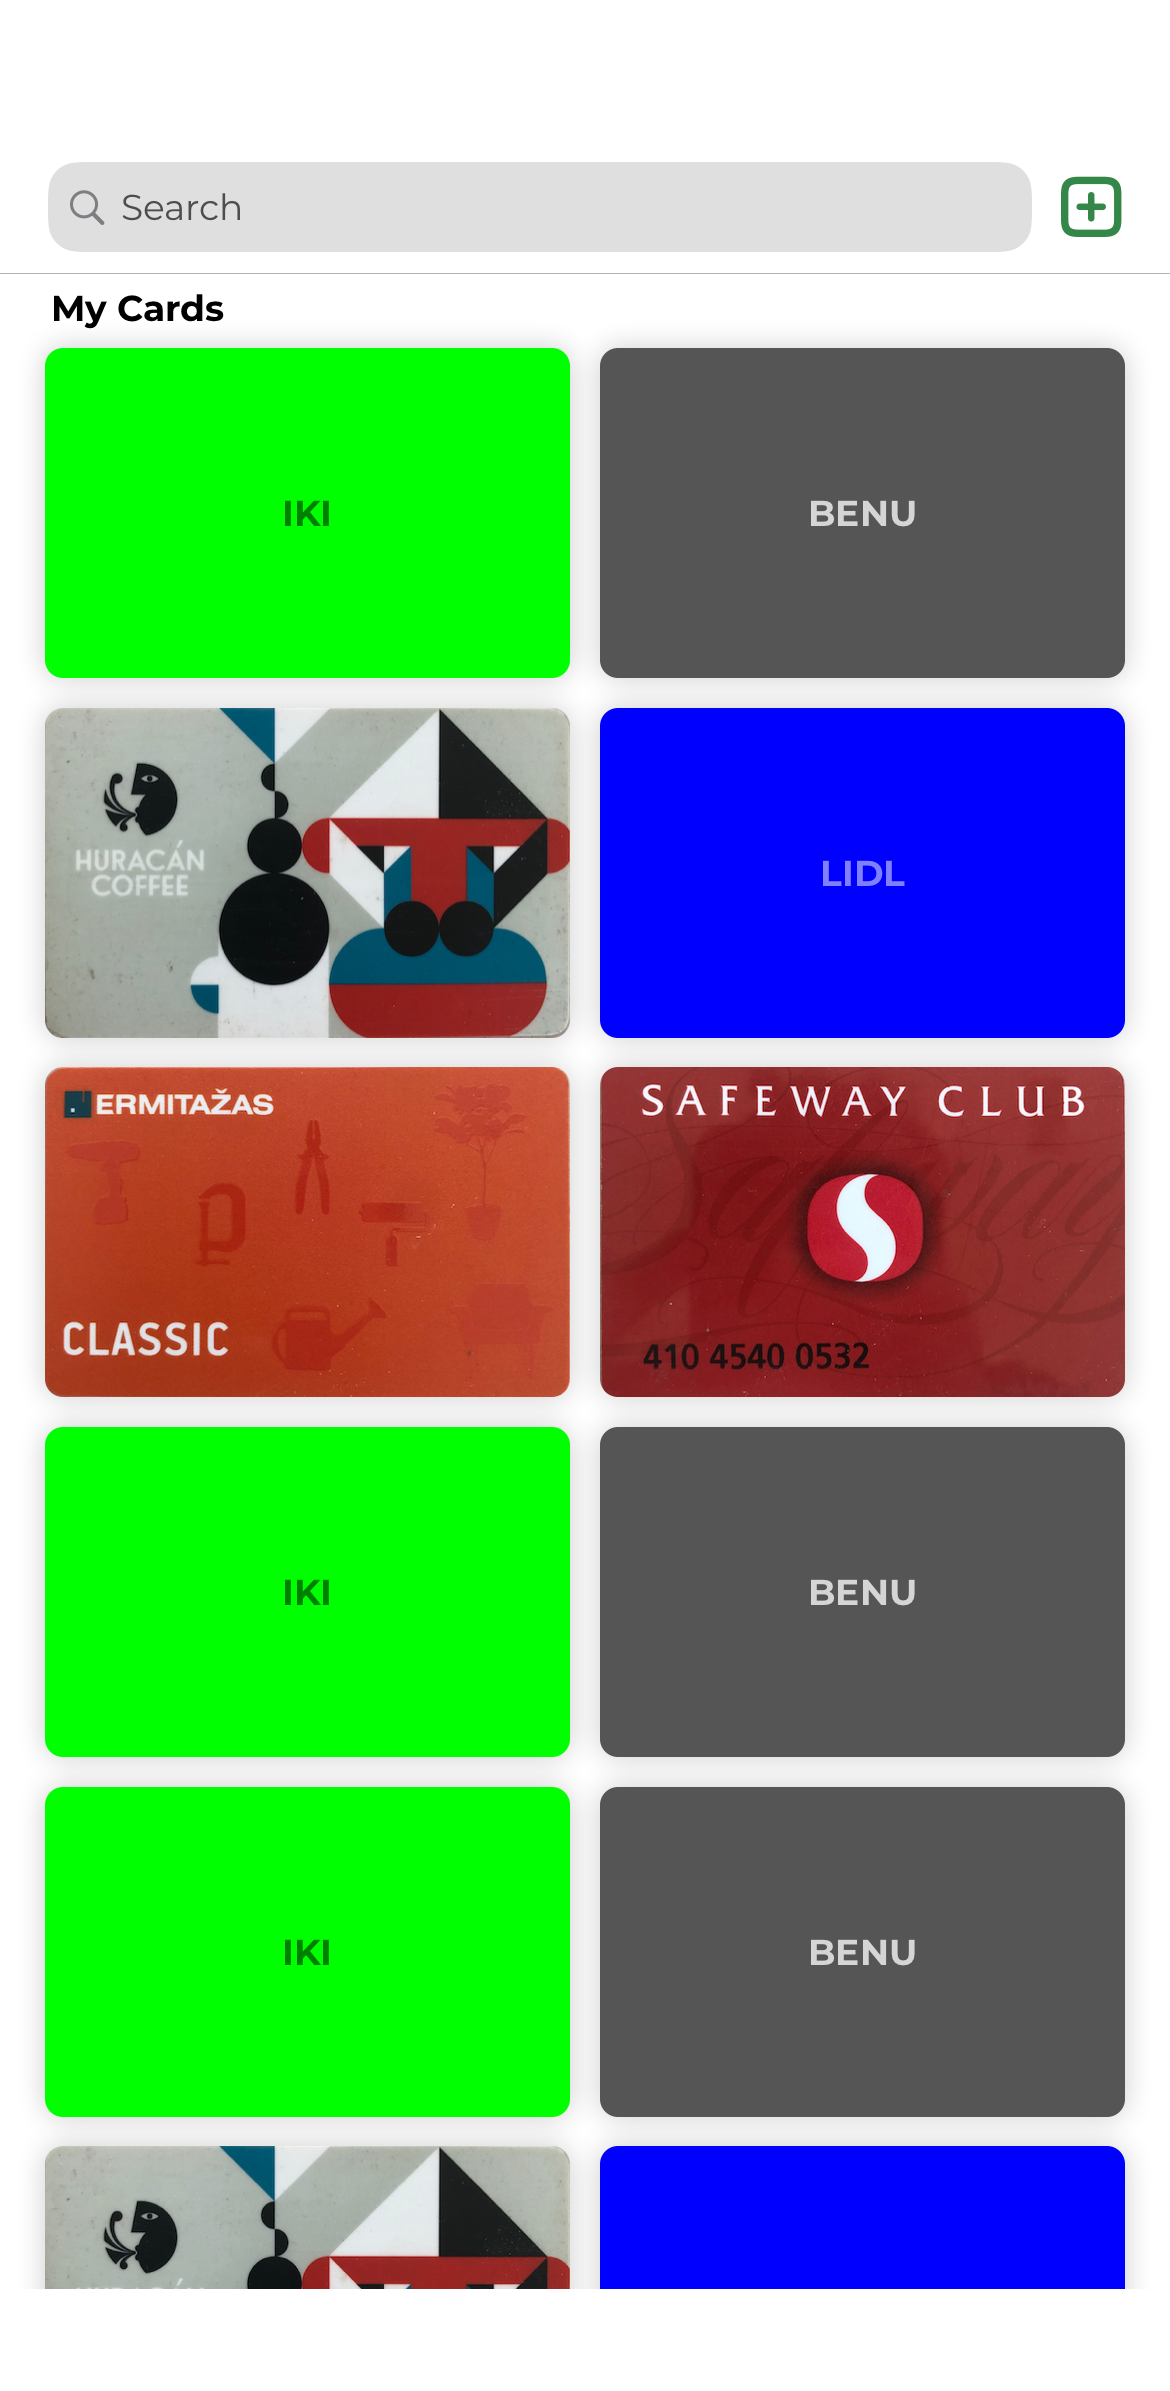 Search
My Cards
IKI
BENU
HURACÁN
COFFEE
LIDL
ERMITAŽAS
CLASSIC
SAFEWAY CLUB
410 4540 0532
IKI
BENU
IKI
BENU